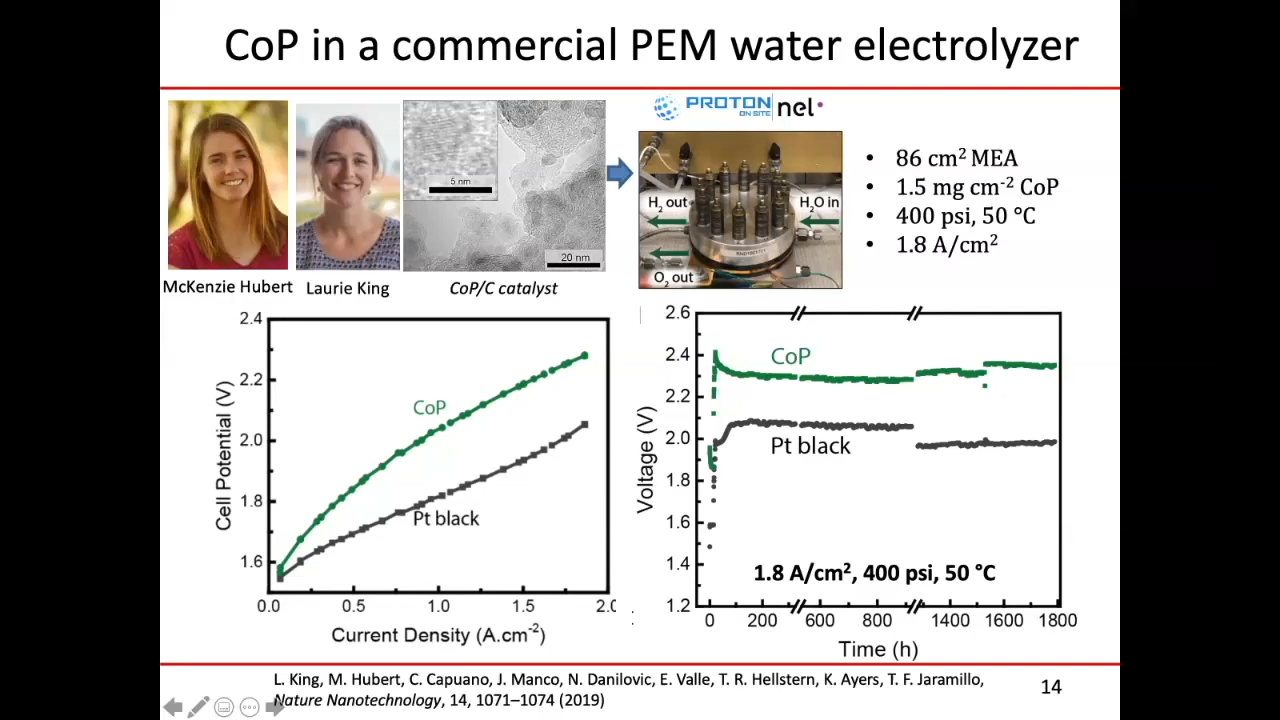 CoP in a commercial PEM water electrolyzer
PROTON
ON SITE
nel
5 nm
20 nm
H2 out
H2O in
O2 out
• 86 cm² MEA
• 1.5 mg cm⁻² CoP
• 400 psi, 50 °C
• 1.8 A/cm²
McKenzie Hubert
Laurie King
CoP/C catalyst
2.4
2.2
2.0
1.8
1.6
Cell Potential (V)
CoP
Pt black
0.0 0.5 1.0 1.5 2.0
Current Density (A.cm⁻²)
2.6
2.4
2.2
2.0
1.8
1.6
1.4
1.2
Voltage (V)
CoP
Pt black
1.8 A/cm², 400 psi, 50 °C
0 200 600 800 1400 1600 1800
Time (h)
L. King, M. Hubert, C. Capuano, J. Manco, N. Danilovic, E. Valle, T. R. Hellstern, K. Ayers, T. F. Jaramillo,
Nature Nanotechnology, 14, 1071–1074 (2019)
14